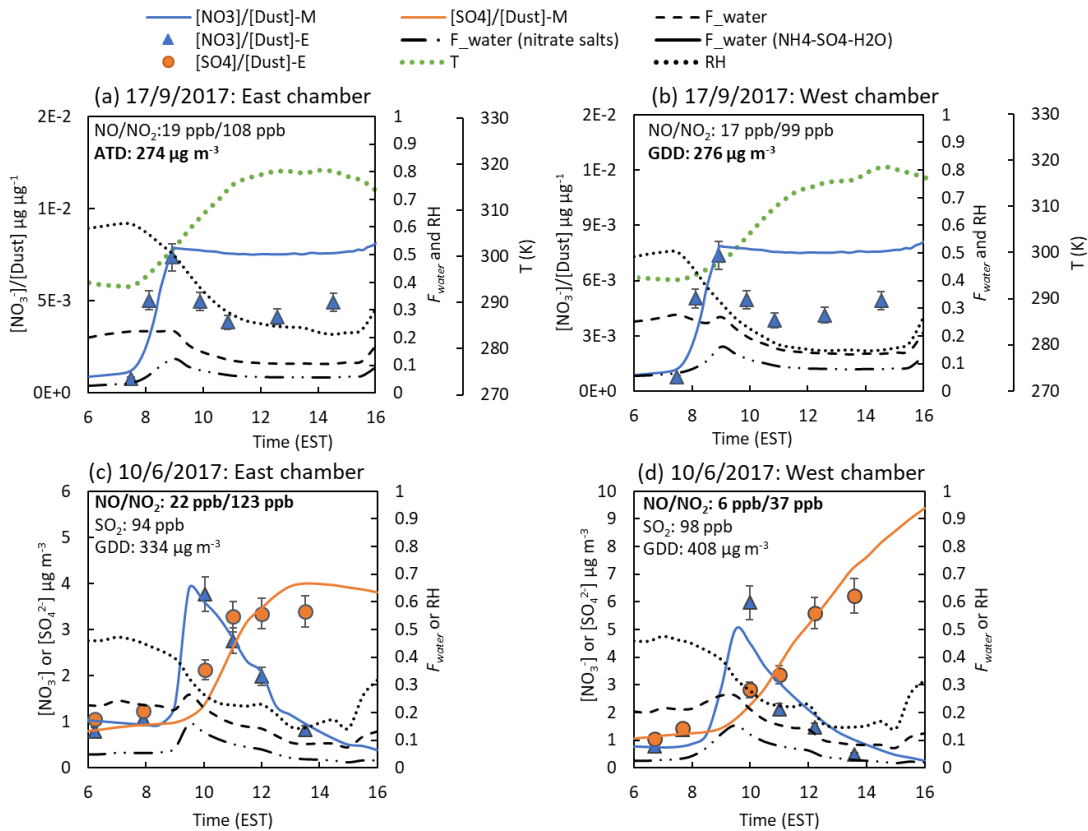 [NO3]/[Dust]-M
[SO4]/[Dust]-M
F_water
[NO3]/[Dust]-E
F_water (nitrate salts)
F_water (NH4-SO4-H2O)
[SO4]/[Dust]-E
T
RH
(a) 17/9/2017: East chamber
NO/NO₂:19 ppb/108 ppb
ATD: 274 µg m⁻³
[NO₃⁻]/[Dust] µg µg⁻¹
2E-2
1E-2
5E-3
0E+0
6 8 10 12 14 16
Time (EST)
1
0.9
0.8
0.7
0.6
0.5
0.4
0.3
0.2
0.1
0
F_water and RH
330
320
310
300
290
280
270
T (K)
(b) 17/9/2017: West chamber
NO/NO₂: 17 ppb/99 ppb
GDD: 276 µg m⁻³
[NO₃⁻]/[Dust] µg µg⁻¹
2E-2
1E-2
8E-3
6E-3
3E-3
0E+0
6 8 10 12 14 16
Time (EST)
1
0.9
0.8
0.7
0.6
0.5
0.4
0.3
0.2
0.1
0
F_water and RH
330
320
310
300
290
280
270
T (K)
(c) 10/6/2017: East chamber
NO/NO₂: 22 ppb/123 ppb
SO₂: 94 ppb
GDD: 334 µg m⁻³
[NO₃⁻] or [SO₄²⁻] µg m⁻³
6
5
4
3
2
1
0
6 8 10 12 14 16
Time (EST)
1
0.9
0.8
0.7
0.6
0.5
0.4
0.3
0.2
0.1
0
F_water or RH
(d) 10/6/2017: West chamber
NO/NO₂: 6 ppb/37 ppb
SO₂: 98 ppb
GDD: 408 µg m⁻³
[NO₃⁻] or [SO₄²⁻] µg m⁻³
10
9
8
7
6
5
4
3
2
1
0
6 8 10 12 14 16
Time (EST)
1
0.9
0.8
0.7
0.6
0.5
0.4
0.3
0.2
0.1
0
F_water or RH